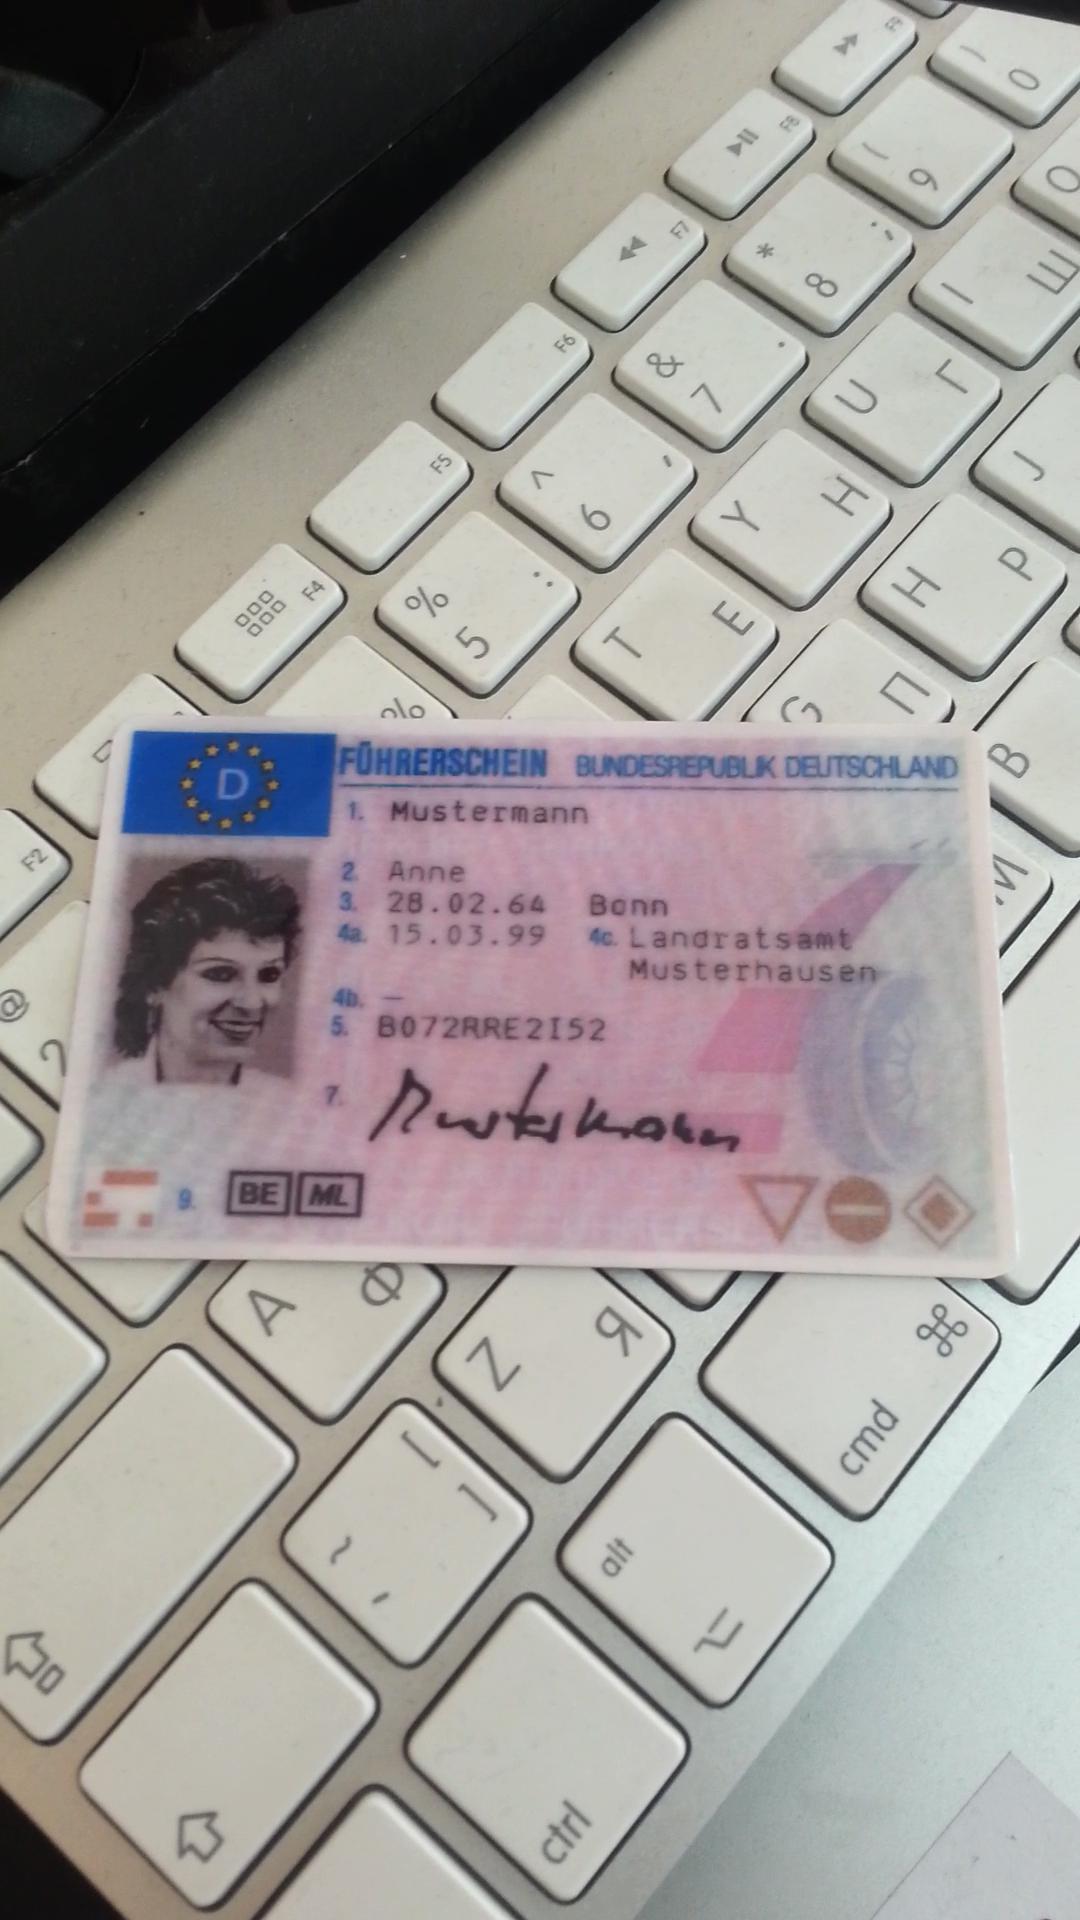 F9
)
0
F8
(
9
O
F7
*
;
8
I
Ш
F6
&
.
7
U
Г
J
F5
^
,
6
Y
Н
H
Р
F4
%
:
5
T
Е
G
П
В
%
F2
М
@
2
D
FÜHRERSCHEIN BUNDESREPUBLIK DEUTSCHLAND
1. Mustermann
2. Anne
3. 28.02.64 Bonn
4a. 15.03.99 4c. Landratsamt
Musterhausen
4b. –
5. B072RRE2I52
7. Mustermann
9. BE ML
A
Ф
Z
Я
⌘
cmd
[
]
~
alt
⌥
ctrl